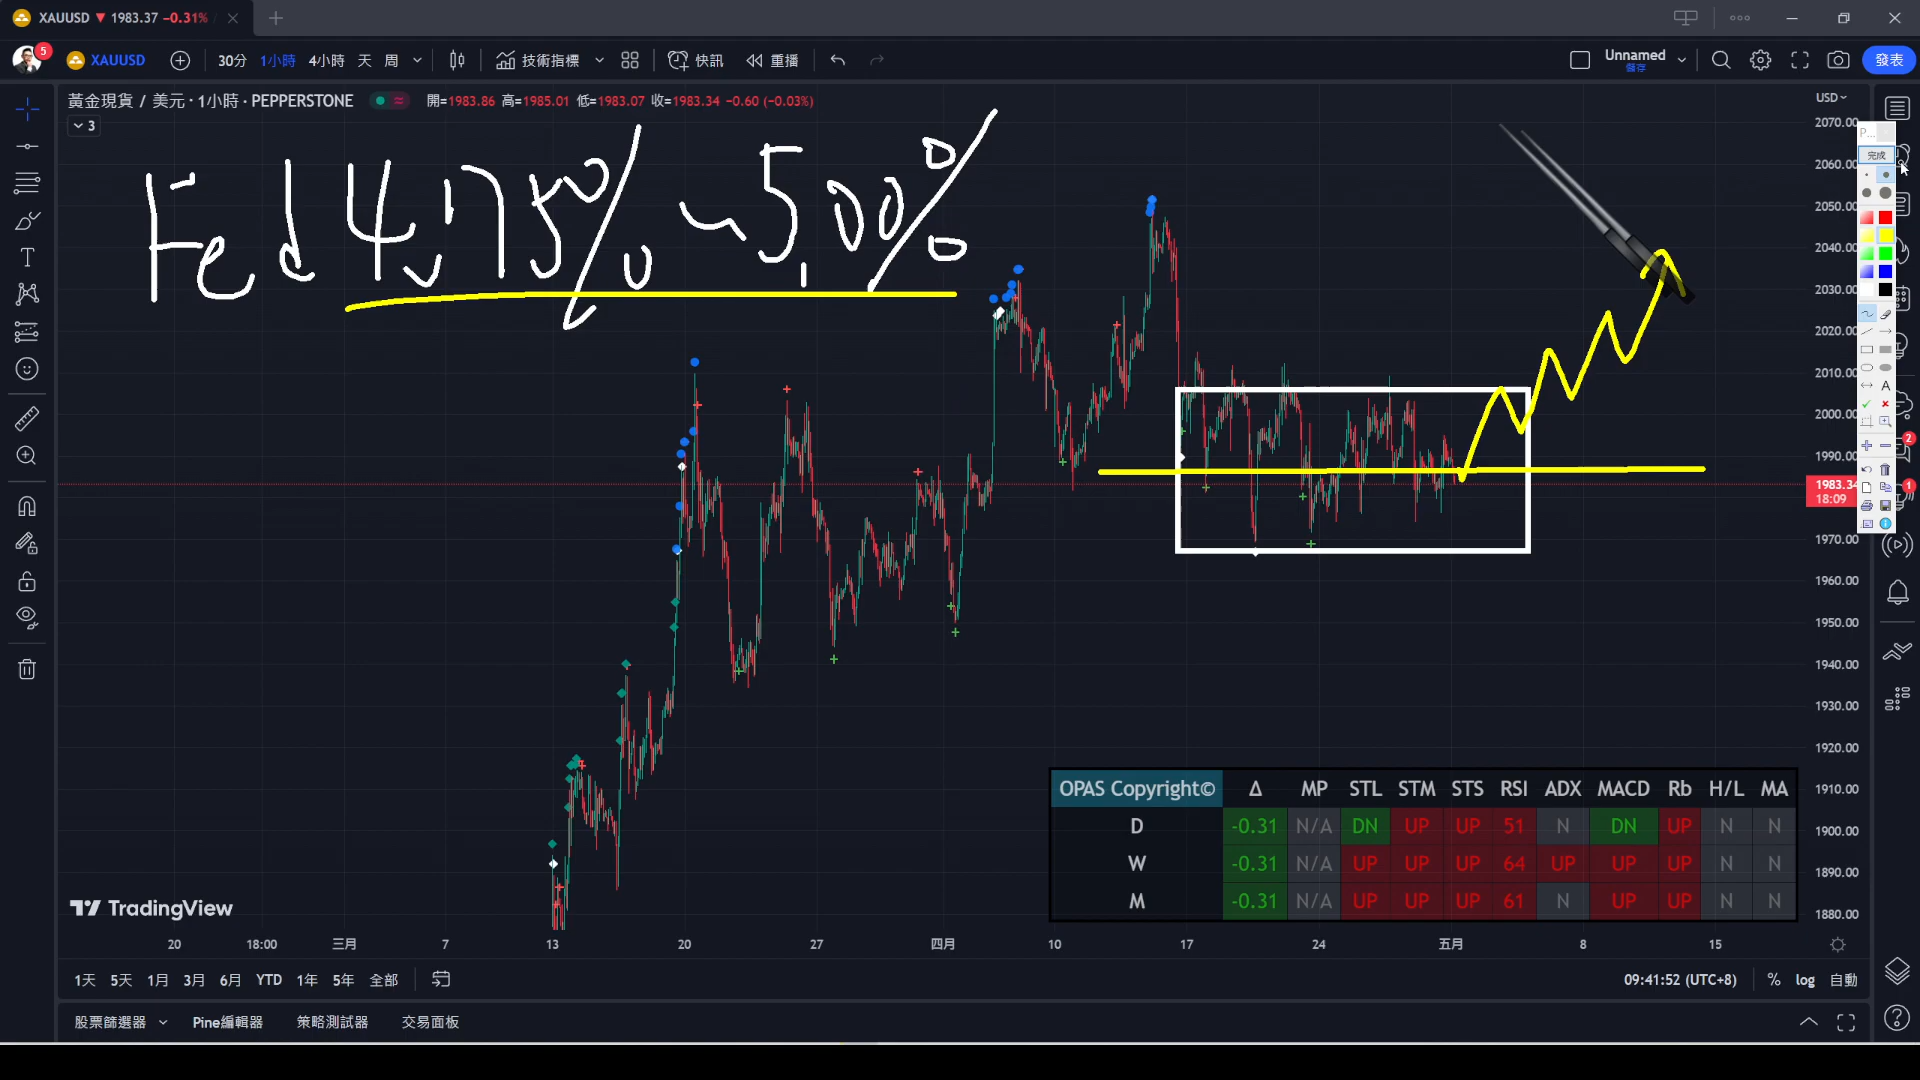 XAUUSD ▼ 1983.37 −0.31% /
5 XAUUSD 30分 1小時 4小時 天 周 技術指標 快訊 重播 Unnamed 儲存 發表
黃金現貨 / 美元 · 1小時 · PEPPERSTONE 開=1983.86 高=1985.01 低=1983.07 收=1983.34 −0.60 (−0.03%) USD
3
Fed 4.75% ~ 5.00%
2070.00
2060.00
2050.00
2040.00
2030.00
2020.00
2010.00
2000.00
1990.00
1983.34
18:09
1970.00
1960.00
1950.00
1940.00
1930.00
1920.00
1910.00
1900.00
1890.00
1880.00
P...
完成
A
2
1
OPAS Copyright© Δ MP STL STM STS RSI ADX MACD Rb H/L MA
D -0.31 N/A DN UP UP 51 N DN UP N N
W -0.31 N/A UP UP UP 64 UP UP UP N N
M -0.31 N/A UP UP UP 61 N UP UP N N
TradingView
20 18:00 三月 7 13 20 27 四月 10 17 24 五月 8 15
1天 5天 1月 3月 6月 YTD 1年 5年 全部 09:41:52 (UTC+8) % log 自動
股票篩選器 Pine編輯器 策略測試器 交易面板